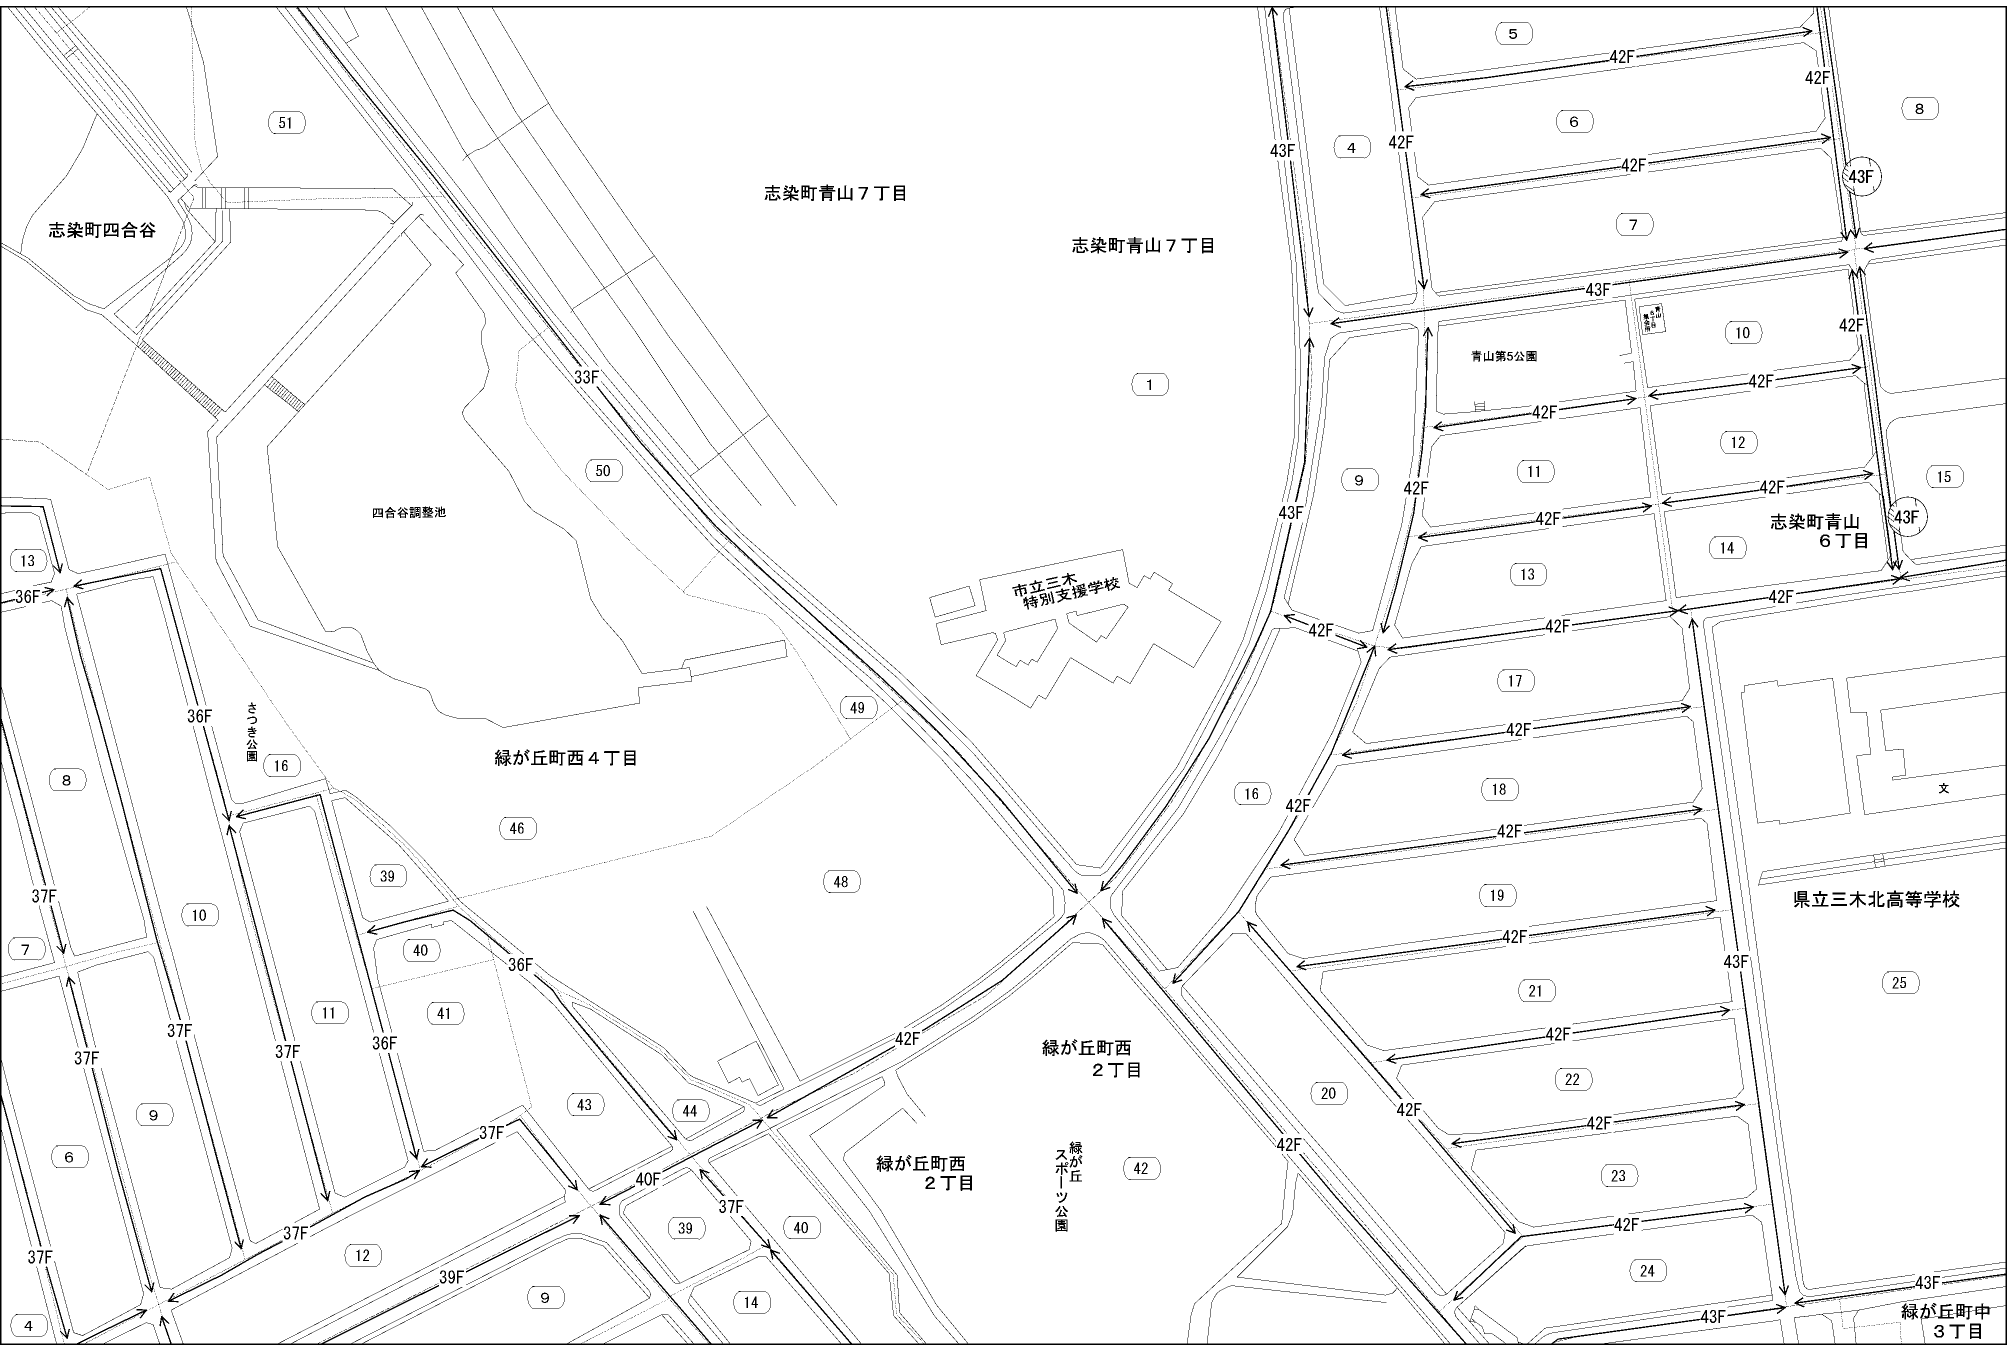 5
42F
42F
51
8
6
4
43F
42F
42F
43F
志染町青山７丁目
7
志染町四合谷
志染町青山７丁目
43F
青山
集会所
42F
10
青山第5公園
33F
1
42F
42F
12
50
11
9
15
42F
42F
四合谷調整池
43F
42F
43F
志染町青山
６丁目
14
13
13
市立三木
特別支援学校
36F
42F
42F
42F
17
49
36F
さつき公園
42F
緑が丘町西４丁目
16
8
18
16
文
42F
46
42F
39
48
37F
19
県立三木北高等学校
10
42F
7
40
36F
43F
25
21
11
41
37F
42F
42F
36F
緑が丘町西
２丁目
37F
37F
22
20
43
44
42F
9
42F
37F
42F
6
緑が丘町西
２丁目
緑が丘
スポーツ公園
42
23
40F
37F
39
40
42F
37F
12
37F
24
39F
43F
9
14
43F
4
緑が丘町中
３丁目